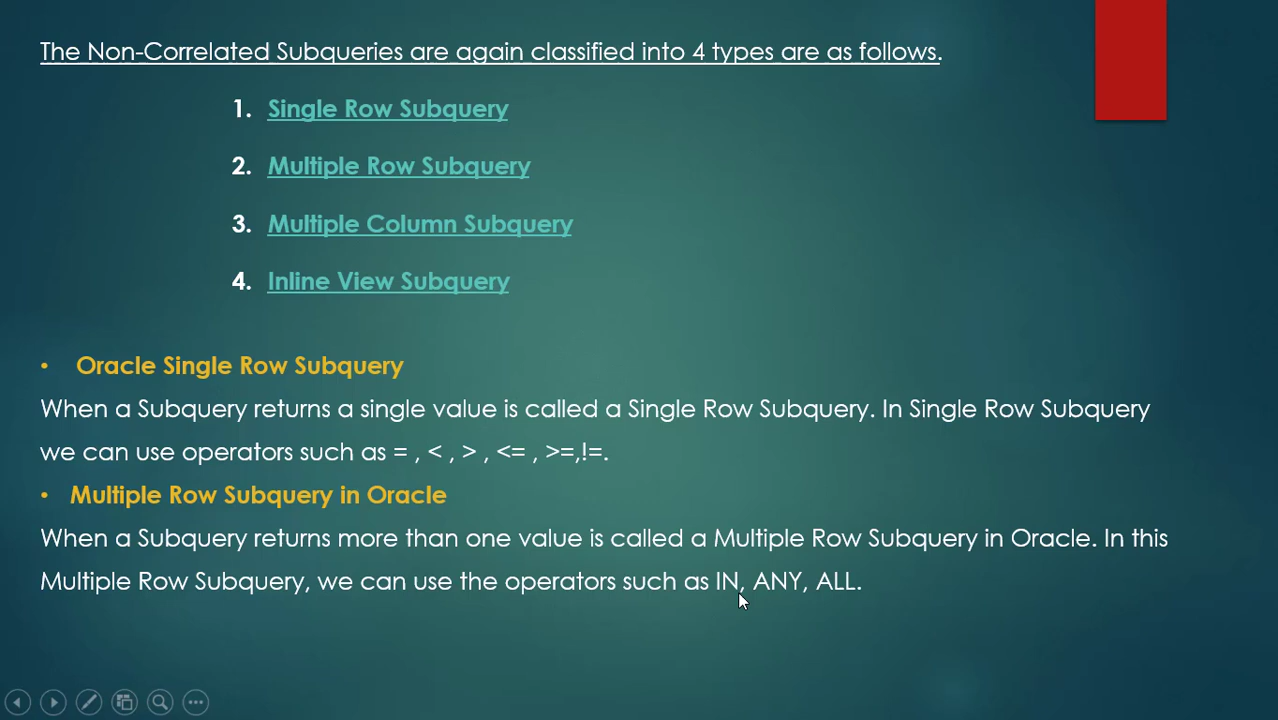 The Non-Correlated Subqueries are again classified into 4 types are as follows.
1. Single Row Subquery
2. Multiple Row Subquery
3. Multiple Column Subquery
4. Inline View Subquery
• Oracle Single Row Subquery
When a Subquery returns a single value is called a Single Row Subquery. In Single Row Subquery
we can use operators such as = , < , > , <= , >=,!=.
• Multiple Row Subquery in Oracle
When a Subquery returns more than one value is called a Multiple Row Subquery in Oracle. In this
Multiple Row Subquery, we can use the operators such as IN, ANY, ALL.